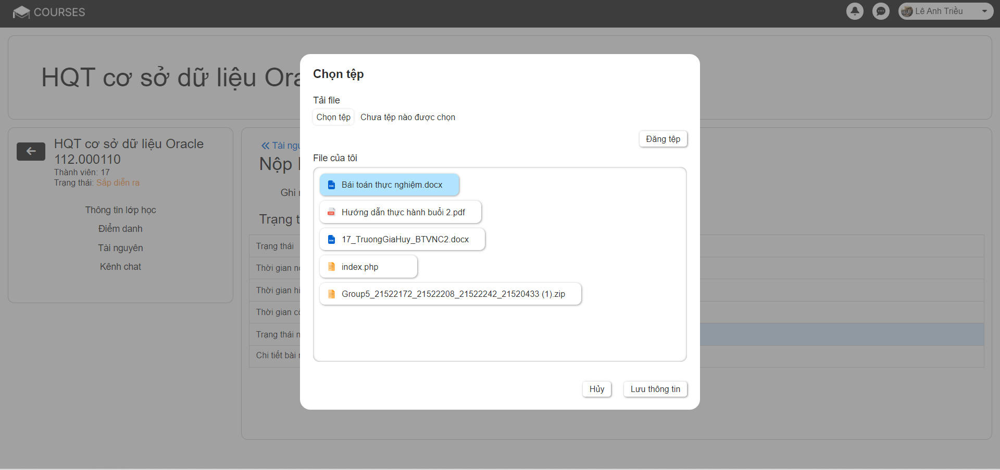 COURSES
Lê Anh Triều
HQT cơ sở dữ liệu
HQT cơ sở dữ liệu Oracle
112.000110
Thành viên: 17
Trạng thái: Sắp diễn ra
Thông tin lớp học
Điểm danh
Tài nguyên
Kênh chat
Tài
Nộp
Ghi
Trạng
Trạng thái
Thời gian
Thời gian
Thời gian
Trạng thái
Chi tiết bài
Chọn tệp
Tải file
Chọn tệp Chưa tệp nào được chọn
Đăng tệp
File của tôi
Bái toán thực nghiệm.docx
Hướng dẫn thực hành buổi 2.pdf
17_TruongGiaHuy_BTVNC2.docx
index.php
Group5_21522172_21522208_21522242_21520433 (1).zip
Hủy
Lưu thông tin